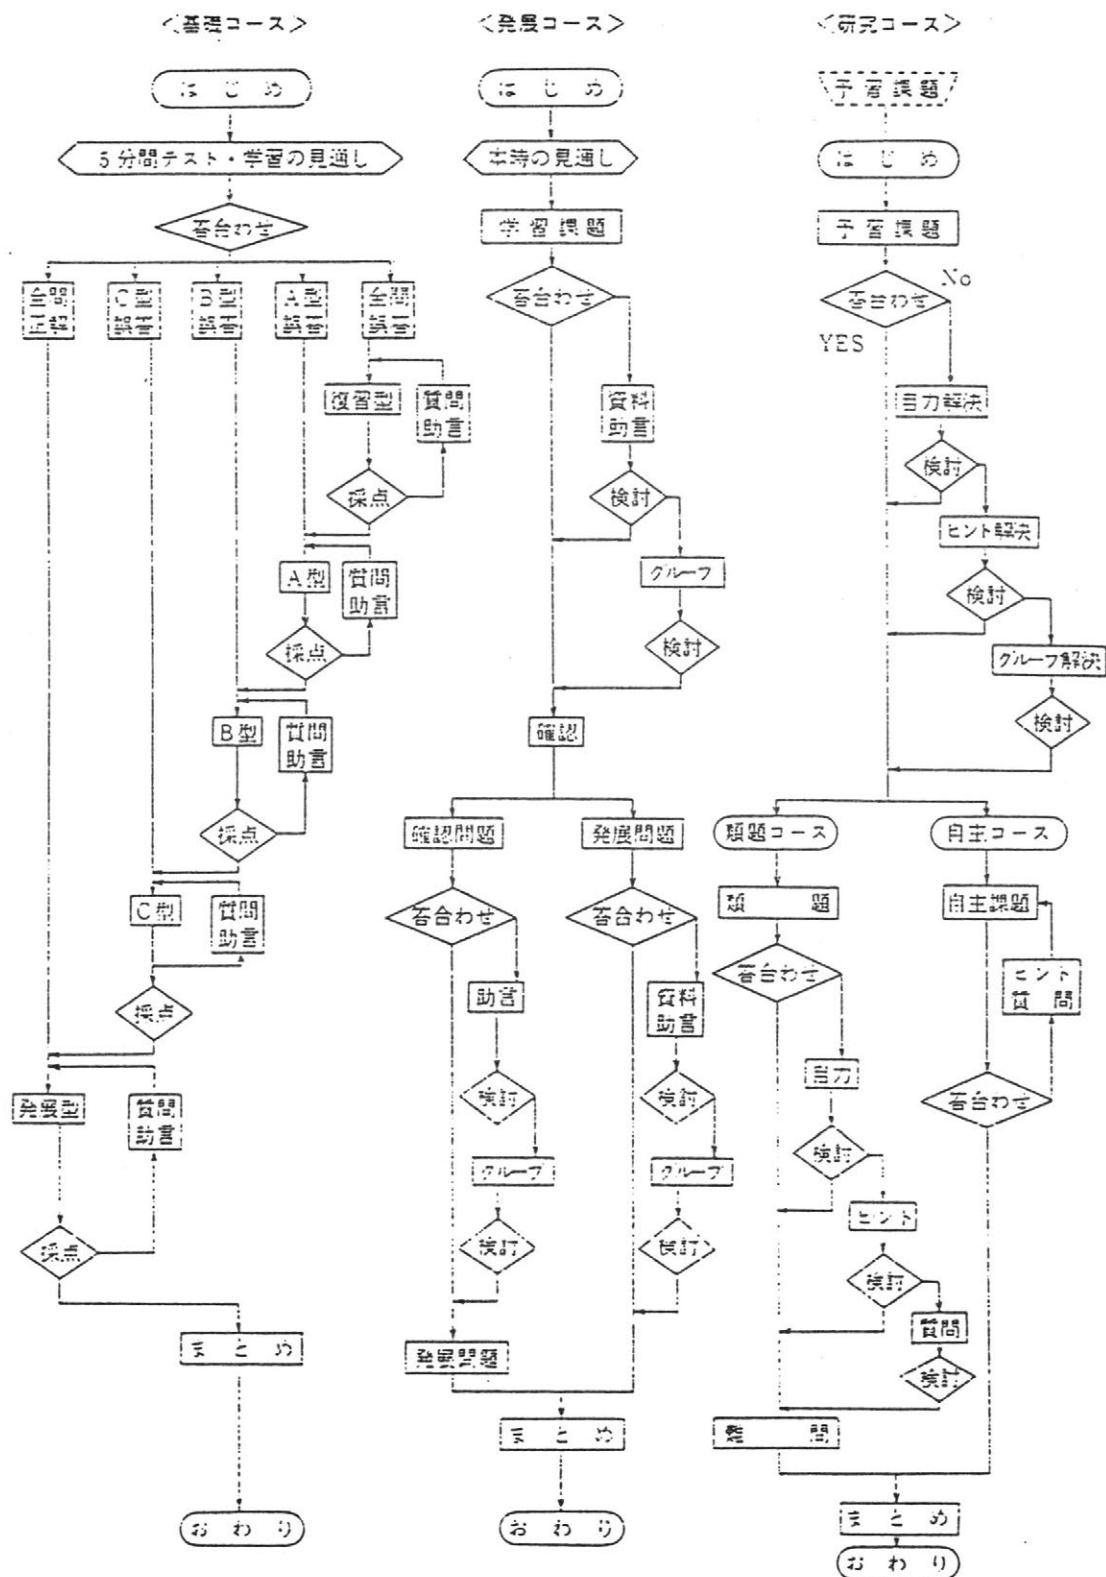 <基礎コース>
はじめ
5分間テスト・学習の見通し
答合わせ
全問
正解
C型
誤答
B型
誤答
A型
誤答
全問
誤答
復習型
質問
助言
採点
A型
質問
助言
採点
B型
質問
助言
採点
C型
質問
助言
採点
発展型
質問
助言
採点
まとめ
おわり
<発展コース>
はじめ
本時の見通し
学習課題
答合わせ
資料
助言
検討
グループ
検討
確認
確認問題
答合わせ
助言
検討
グループ
検討
発展問題
発展問題
答合わせ
資料
助言
検討
グループ
検討
まとめ
おわり
<研究コース>
予習課題
はじめ
予習課題
答合わせ
No
YES
自力解決
検討
ヒント解決
検討
グループ解決
検討
類題コース
類題
答合わせ
自力
検討
ヒント
検討
質問
検討
難問
自主コース
自主課題
ヒント
質問
答合わせ
まとめ
おわり